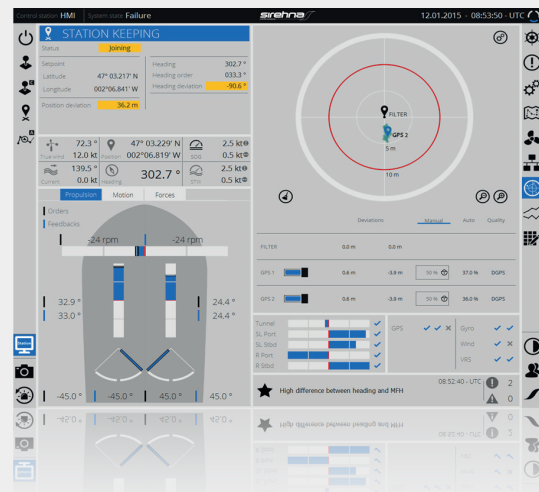 Control station HMI System state Failure
sirehna
12.01.2015 - 08:53:50 - UTC
STATION KEEPING
Status Joining
Setpoint
Latitude 47° 03.217' N
Longitude 002°06.841' W
Position deviation 36.2 m
Heading 302.7 °
Heading order 033.3 °
Heading deviation -90.6 °
72.3 ° 47° 03.229' N 2.5 kt
True wind 12.0 kt Position 002°06.819' W SOG 0.5 kt
139.5 ° 2.5 kt
Current 0.0 kt Heading 302.7 ° STW 0.5 kt
Propulsion Motion Forces
Orders
Feedbacks
-24 rpm -24 rpm
32.9 ° 24.4 °
33.0 ° 24.4 °
-45.0 ° -45.0 ° 45.0 ° 45.0 °
FILTER
GPS 2
5 m
10 m
Deviations Manual Auto Quality
FILTER 0.0 m 0.0 m
GPS 1 0.6 m -3.9 m 50 % 37.0 % DGPS
GPS 2 0.6 m -3.9 m 50 % 36.0 % DGPS
Tunnel
SL Port
SL Stbd
R Port
R Stbd
GPS
Gyro
Wind
VRS
High difference between heading and MFH
08:52:40 - UTC
2
0